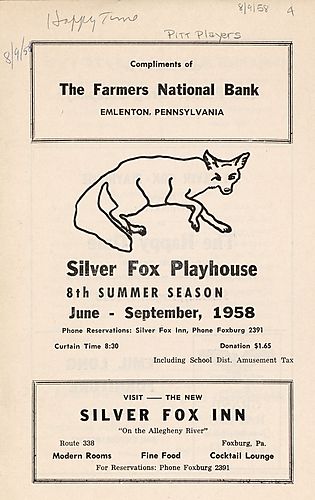 8/9/58 4
Happy Time
Pitt Players
8/9/58
Compliments of
The Farmers National Bank
EMLENTON, PENNSYLVANIA
Silver Fox Playhouse
8th SUMMER SEASON
June - September, 1958
Phone Reservations: Silver Fox Inn, Phone Foxburg 2391
Curtain Time 8:30 Donation $1.65
Including School Dist. Amusement Tax
VISIT — THE NEW
SILVER FOX INN
"On the Allegheny River"
Route 338 Foxburg, Pa.
Modern Rooms Fine Food Cocktail Lounge
For Reservations: Phone Foxburg 2391